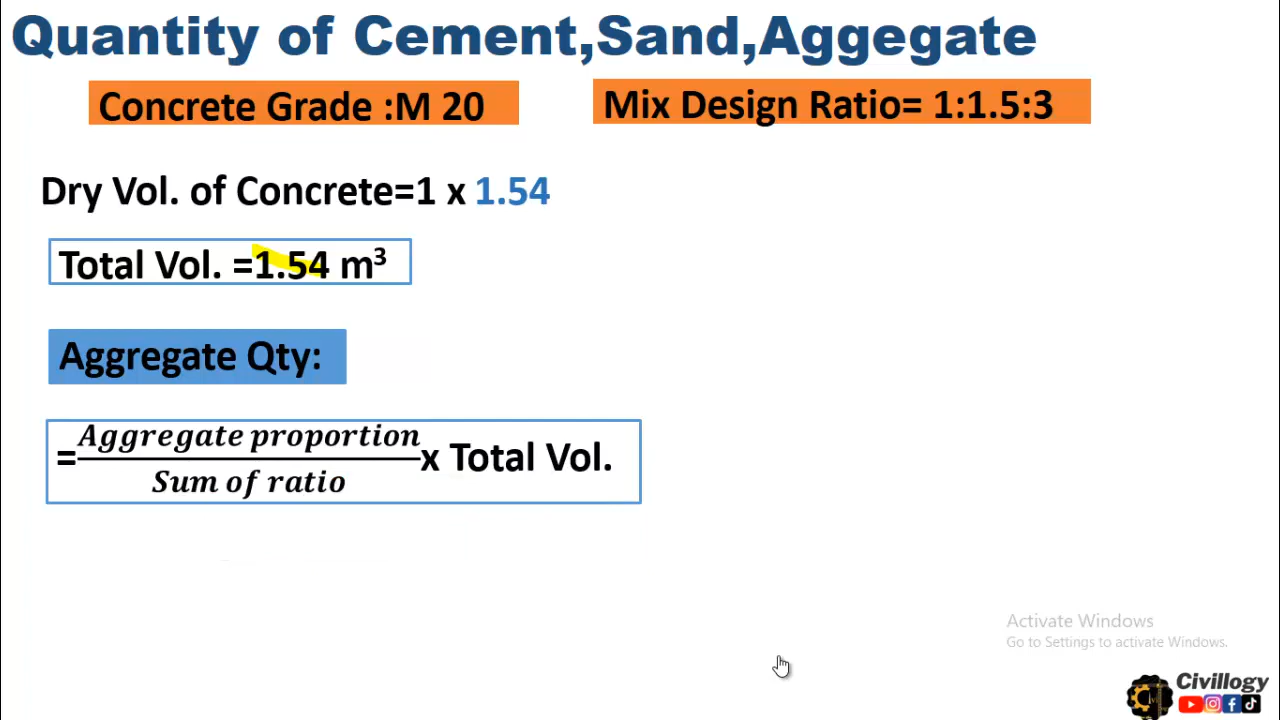 Quantity of Cement,Sand,Aggegate
Concrete Grade :M 20
Mix Design Ratio= 1:1.5:3
Dry Vol. of Concrete=1 x 1.54
Total Vol. =1.54 m³
Aggregate Qty:
=Aggregate proportion/Sum of ratio x Total Vol.
Activate Windows
Go to Settings to activate Windows.
Civillogy